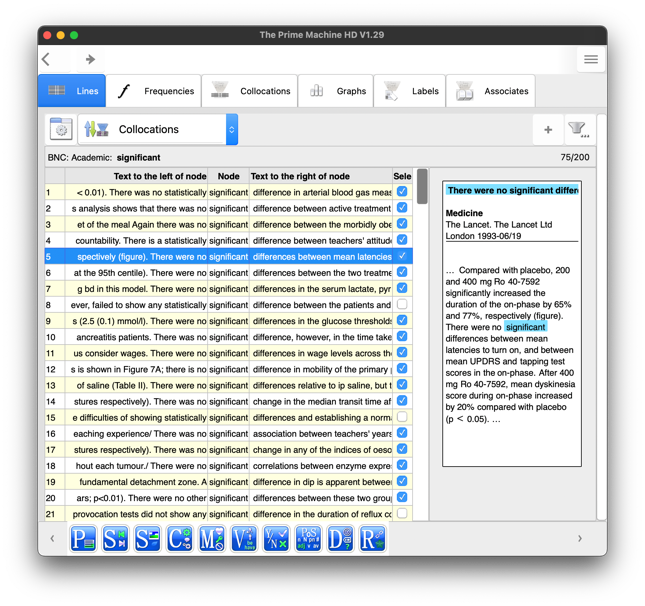 The Prime Machine HD V1.29
Lines Frequencies Collocations Graphs Labels Associates
Collocations
BNC: Academic: significant 75/200
Text to the left of node Node Text to the right of node Sele
1 < 0.01). There was no statistically significant difference in arterial blood gas meas
2 s analysis shows that there was no significant difference between active treatment
3 et of the meal Again there was no significant difference between the morbidly obe
4 countability. There is a statistically significant difference between teachers' attitud
5 spectively (figure). There were no significant differences between mean latencies
6 at the 95th centile). There were no significant differences between the two treatme
7 g bd in this model. There were no significant differences in the serum lactate, pyr
8 ever, failed to show any statistically significant difference between the patients and
9 s (2.5 (0.1) mmol/l). There were no significant differences in the glucose thresholds
10 ancreatitis patients. There was no significant difference, however, in the time take
11 us consider wages. There were no significant differences in wage levels across the
12 s is shown in Figure 7A; there is no significant difference in mobility of the primary
13 of saline (Table II). There were no significant differences relative to ip saline, but t
14 stures respectively). There was no significant change in the median transit time af
15 e difficulties of showing statistically significant differences and establishing a norma
16 eaching experience/ There was no significant association between teachers' years
17 stures respectively). There was no significant change in any of the indices of oeso
18 hout each tumour./ There were no significant correlations between enzyme expre
19 fundamental detachment zone. A significant difference in dip is apparent betwee
20 ars; p<0.01). There were no other significant differences between these two grou
21 provocation tests did not show any significant difference in the duration of reflux co
There were no significant differ
Medicine
The Lancet. The Lancet Ltd
London 1993-06/19
... Compared with placebo, 200
and 400 mg Ro 40-7592
significantly increased the
duration of the on-phase by 65%
and 77%, respectively (figure).
There were no significant
differences between mean
latencies to turn on, and between
mean UPDRS and tapping test
scores in the on-phase. After 400
mg Ro 40-7592, mean dyskinesia
score during on-phase increased
by 20% compared with placebo
(p < 0.05). ...
P S S C M V Y/N PoS D R